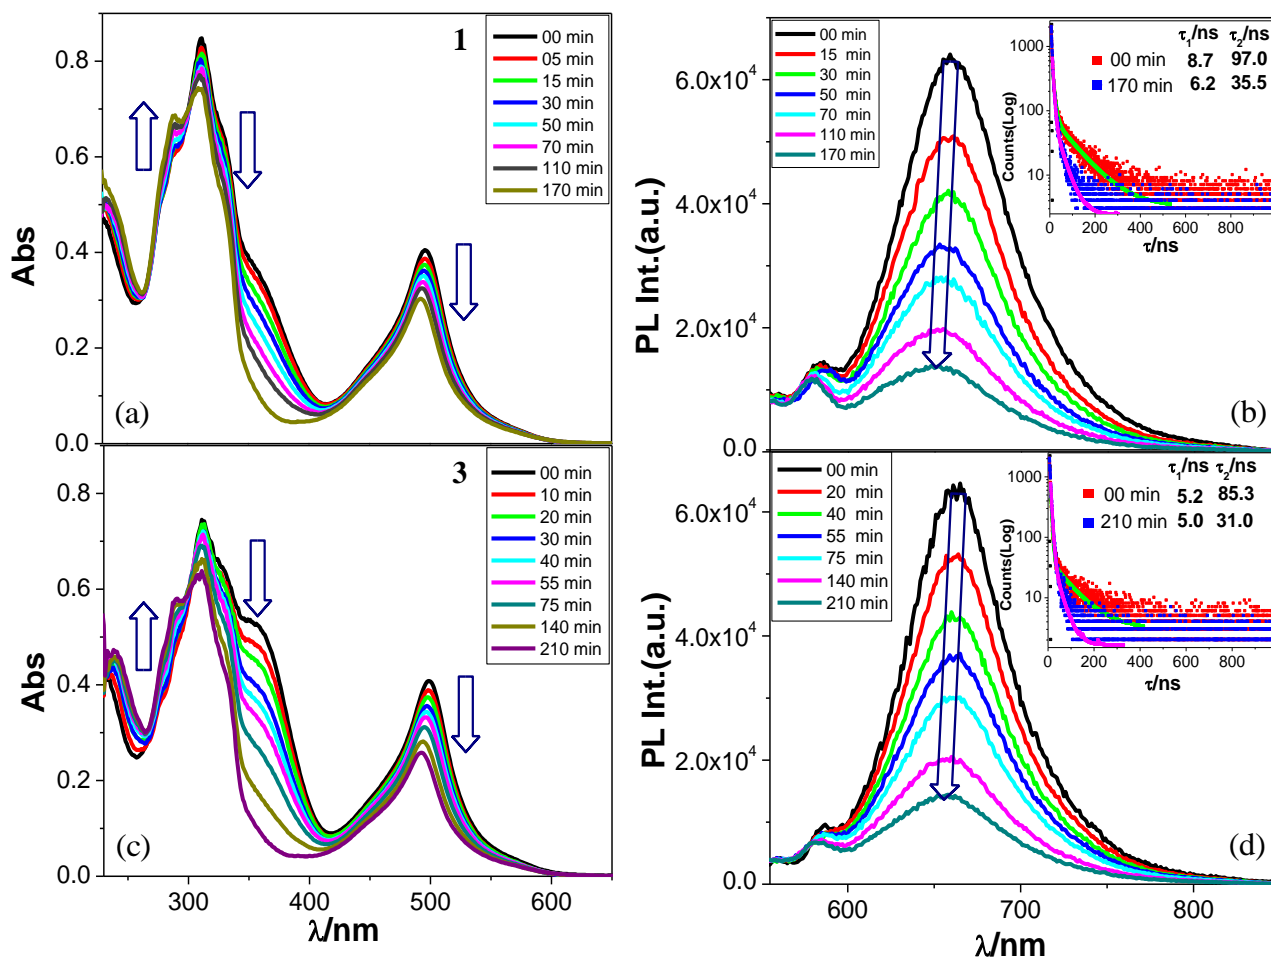 1
00 min
05 min
15 min
30 min
50 min
70 min
110 min
170 min
0.8
0.6
0.4
0.2
0.0
Abs
(a)
00 min
15 min
30 min
50 min
70 min
110 min
170 min
6.0x10⁴
4.0x10⁴
2.0x10⁴
0.0
PL Int.(a.u.)
(b)
τ₁/ns τ₂/ns
00 min 8.7 97.0
170 min 6.2 35.5
1000
100
10
Counts(Log)
0 200 400 600 800
τ/ns
3
00 min
10 min
20 min
30 min
40 min
55 min
75 min
140 min
210 min
0.8
0.6
0.4
0.2
0.0
Abs
(c)
300 400 500 600
λ/nm
00 min
20 min
40 min
55 min
75 min
140 min
210 min
6.0x10⁴
4.0x10⁴
2.0x10⁴
0.0
PL Int.(a.u.)
(d)
τ₁/ns τ₂/ns
00 min 5.2 85.3
210 min 5.0 31.0
1000
100
10
Counts(Log)
0 200 400 600 800
τ/ns
600 700 800
λ/nm